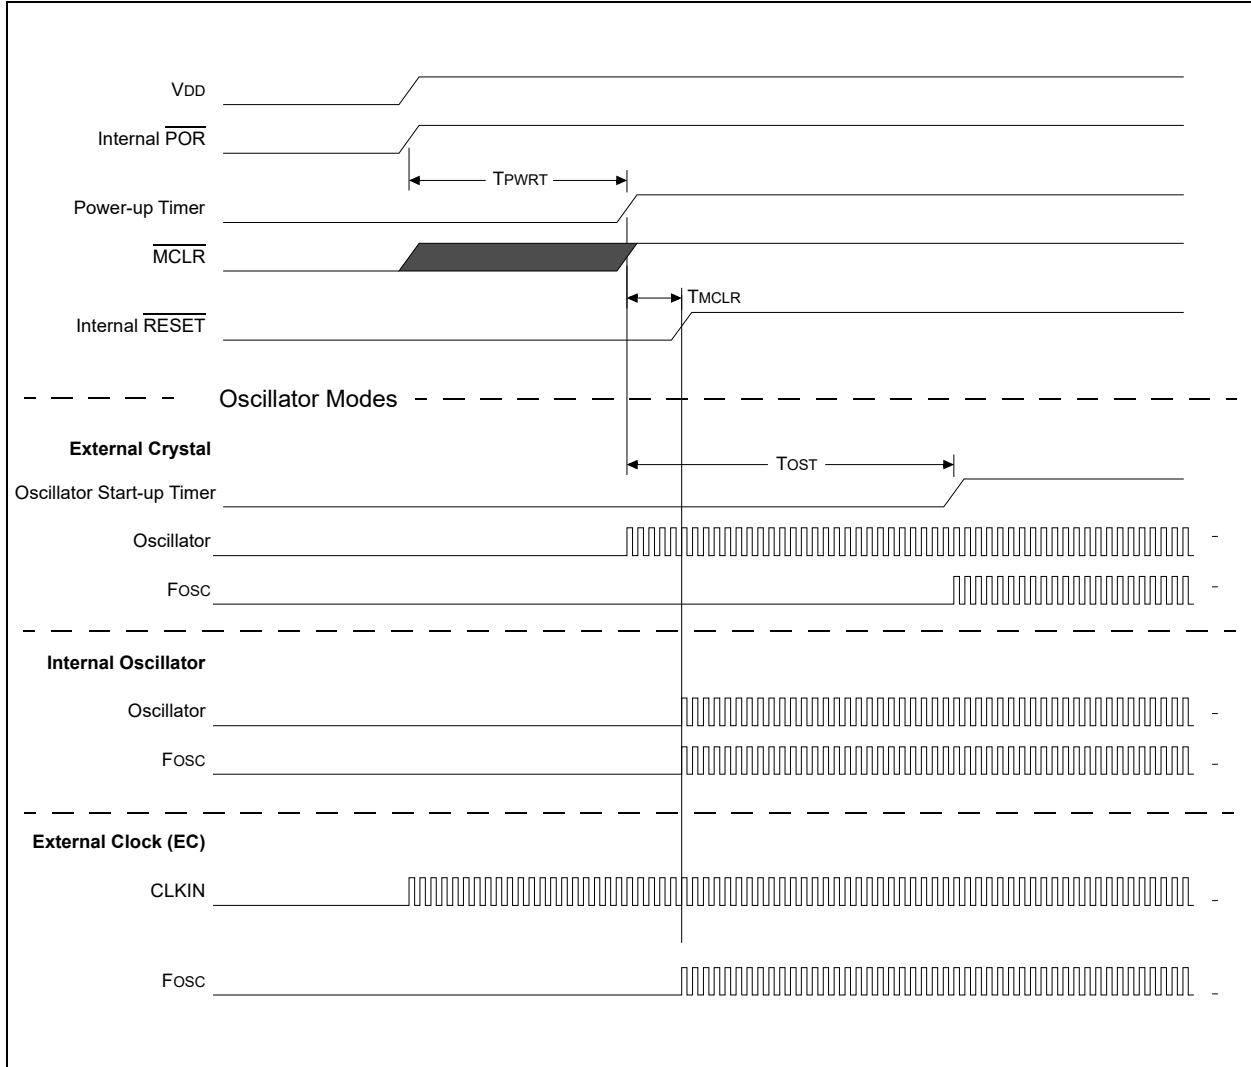 VDD
Internal POR
TPWRT
Power-up Timer
MCLR
TMCLR
Internal RESET
Oscillator Modes
External Crystal
TOST
Oscillator Start-up Timer
Oscillator
FOSC
Internal Oscillator
Oscillator
FOSC
External Clock (EC)
CLKIN
FOSC